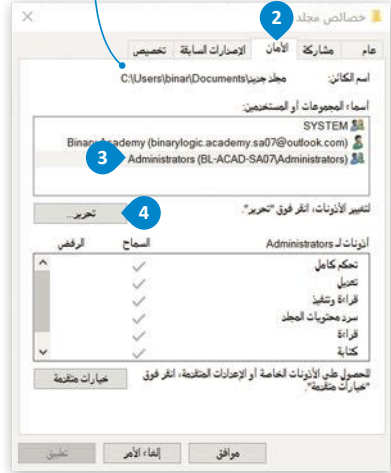 خصائص مجلد
2
عام مشاركة الأمان الإصدارات السابقة تخصيص
اسم الكائن: C:\Users\binar\Documents\مجلد جديد
أسماء المجموعات أو المستخدمين:
SYSTEM
Binary Academy (binarylogic.academy.sa07@outlook.com)
3 Administrators (BL-ACAD-SA07\Administrators)
لتغيير الأذونات، انقر فوق "تحرير".
4 تحرير...
أذونات لـ Administrators السماح الرفض
تحكم كامل
تعديل
قراءة وتنفيذ
سرد محتويات المجلد
قراءة
كتابة
للحصول على الأذونات الخاصة أو الإعدادات المتقدمة، انقر فوق
"خيارات متقدمة".
خيارات متقدمة
موافق إلغاء الأمر تطبيق